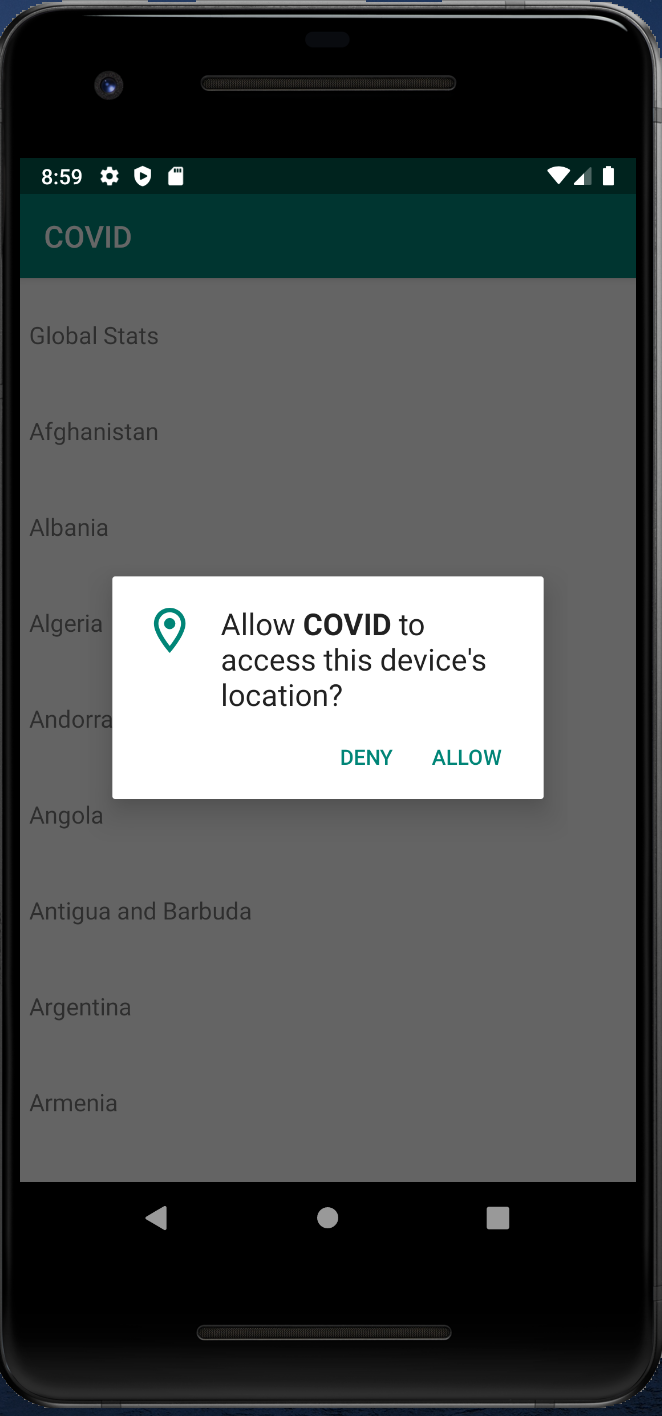 8:59
COVID
Global Stats
Afghanistan
Albania
Algeria
Andorra
Allow COVID to
access this device's
location?
DENY ALLOW
Angola
Antigua and Barbuda
Argentina
Armenia